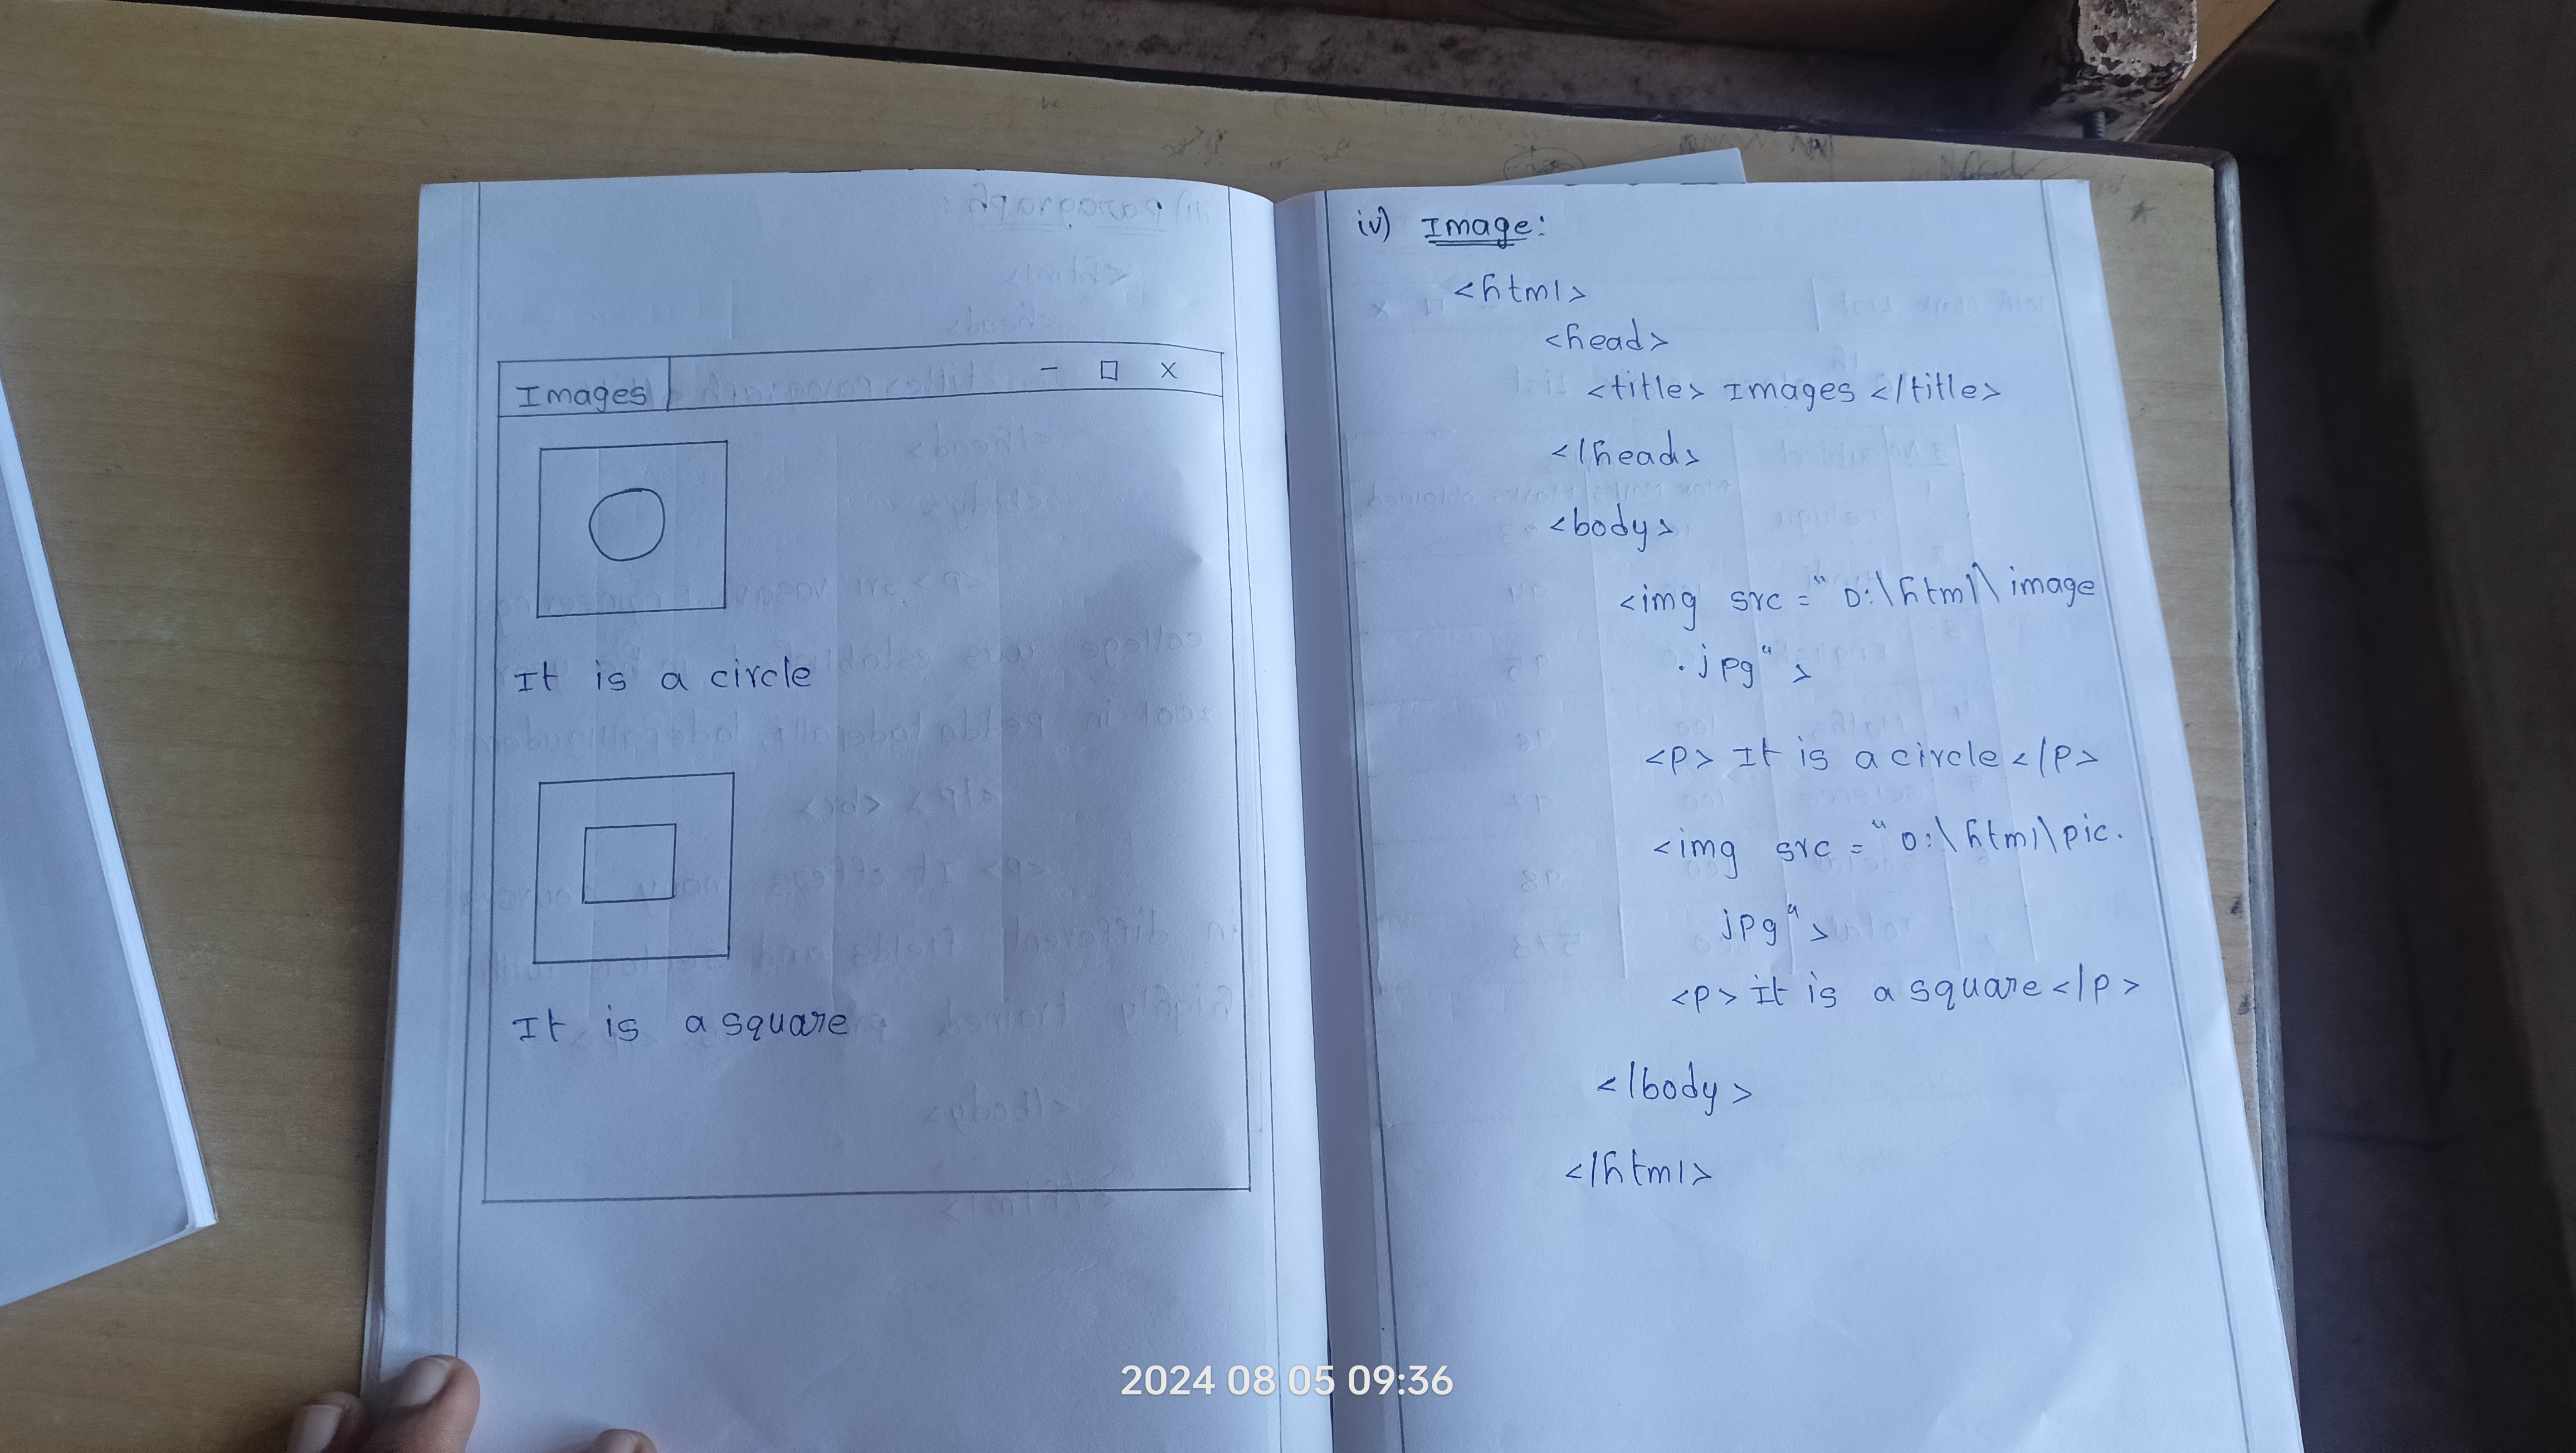 Images
- □ x
It is a circle
It is a square
iv) Image:
<html>
<head>
<title> Images </title>
</head>
<body>
<img src = "D:\html\image
.jpg">
<p> It is a circle </p>
<img src = "D:\html\pic.
jpg">
<p> It is a square </p>
</body>
</html>
2024 08 05 09:36